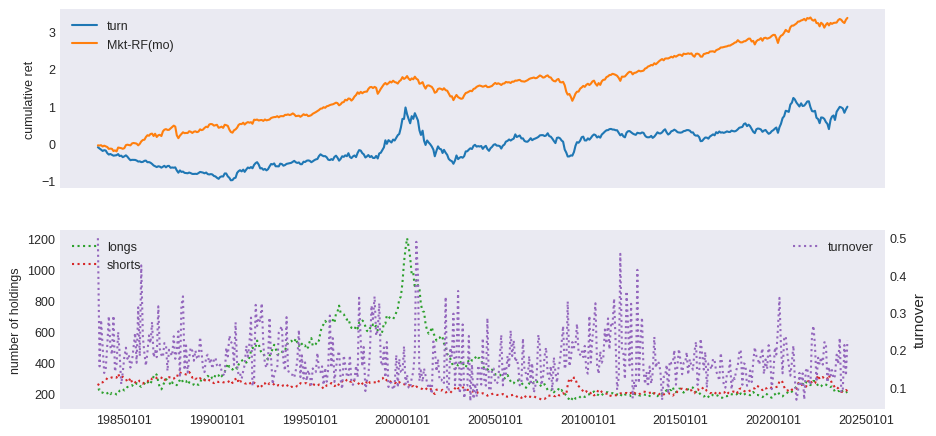 turn
Mkt-RF(mo)
cumulative ret
3
2
1
0
−1
longs
shorts
turnover
number of holdings
1200
1000
800
600
400
200
0.5
0.4
0.3
0.2
0.1
turnover
19850101 19900101 19950101 20000101 20050101 20100101 20150101 20200101 20250101